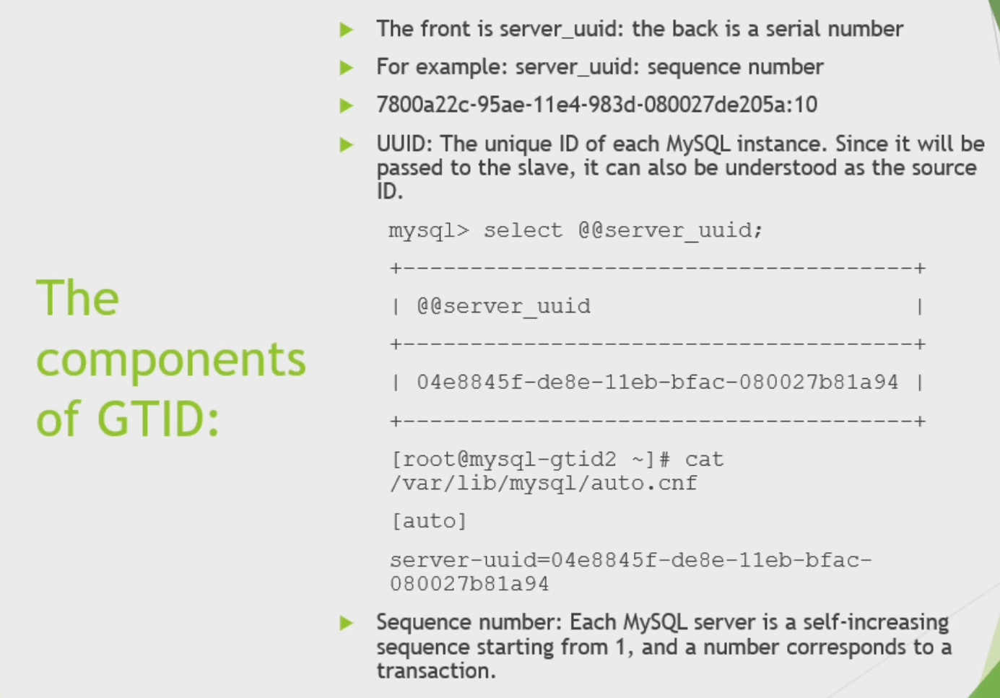 The
components
of GTID:
The front is server_uuid: the back is a serial number
For example: server_uuid: sequence number
7800a22c-95ae-11e4-983d-080027de205a:10
UUID: The unique ID of each MySQL instance. Since it will be
passed to the slave, it can also be understood as the source
ID.
mysql> select @@server_uuid;
+--------------------------------------+
| @@server_uuid                        |
+--------------------------------------+
| 04e8845f-de8e-11eb-bfac-080027b81a94 |
+--------------------------------------+
[root@mysql-gtid2 ~]# cat
/var/lib/mysql/auto.cnf
[auto]
server-uuid=04e8845f-de8e-11eb-bfac-
080027b81a94
Sequence number: Each MySQL server is a self-increasing
sequence starting from 1, and a number corresponds to a
transaction.